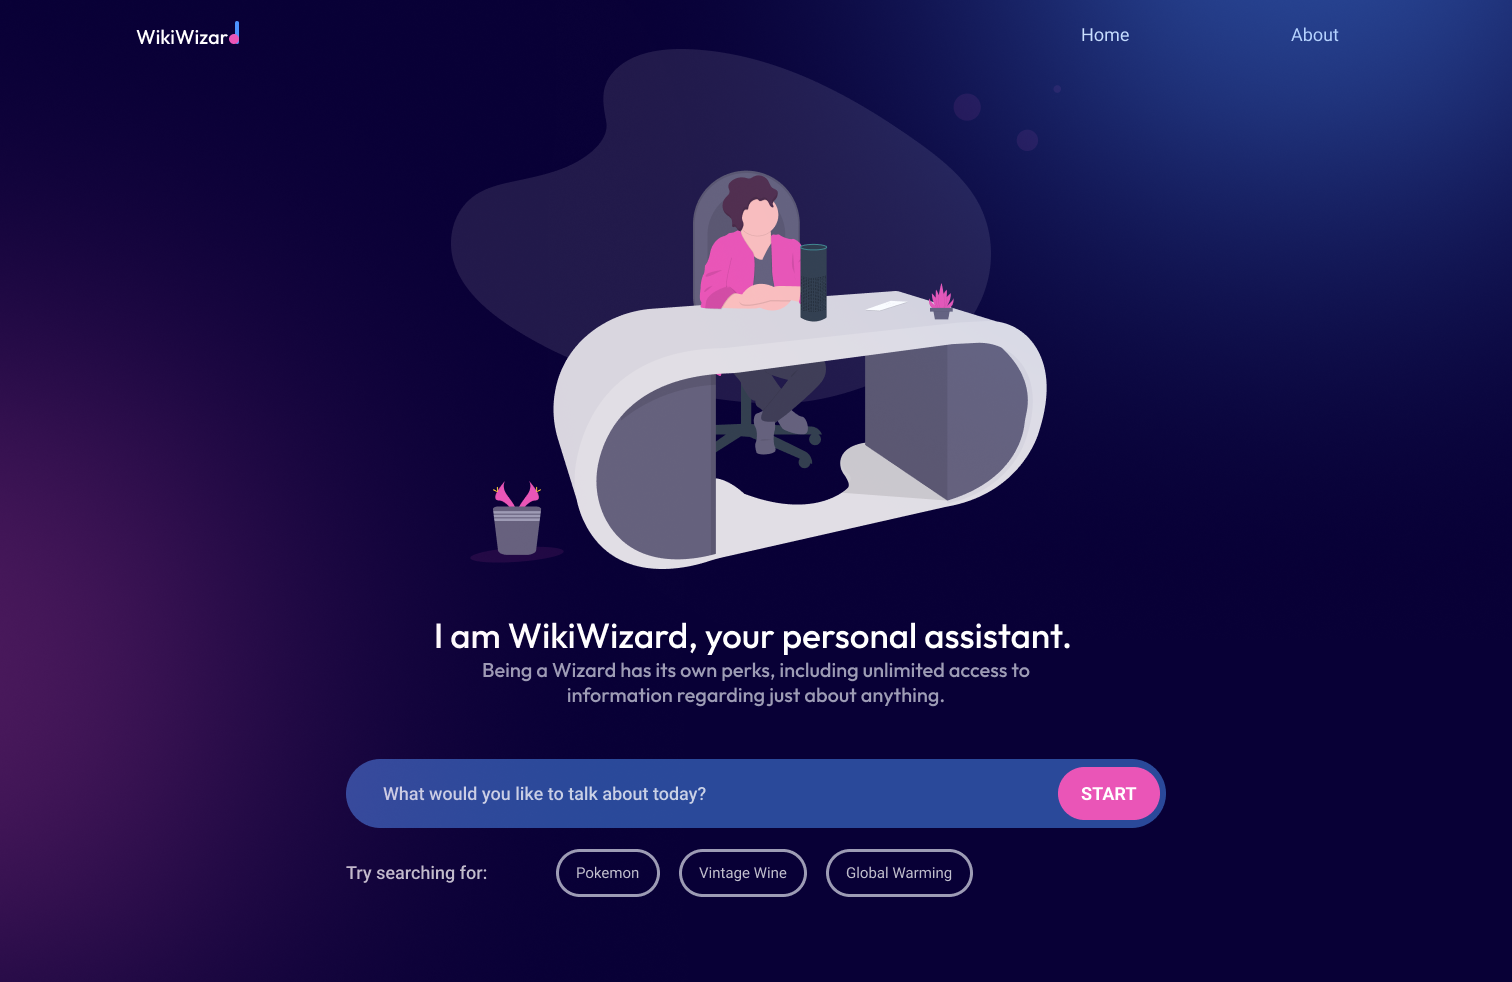 WikiWizard
Home
About
I am WikiWizard, your personal assistant.
Being a Wizard has its own perks, including unlimited access to
information regarding just about anything.
What would you like to talk about today?
START
Try searching for:
Pokemon
Vintage Wine
Global Warming